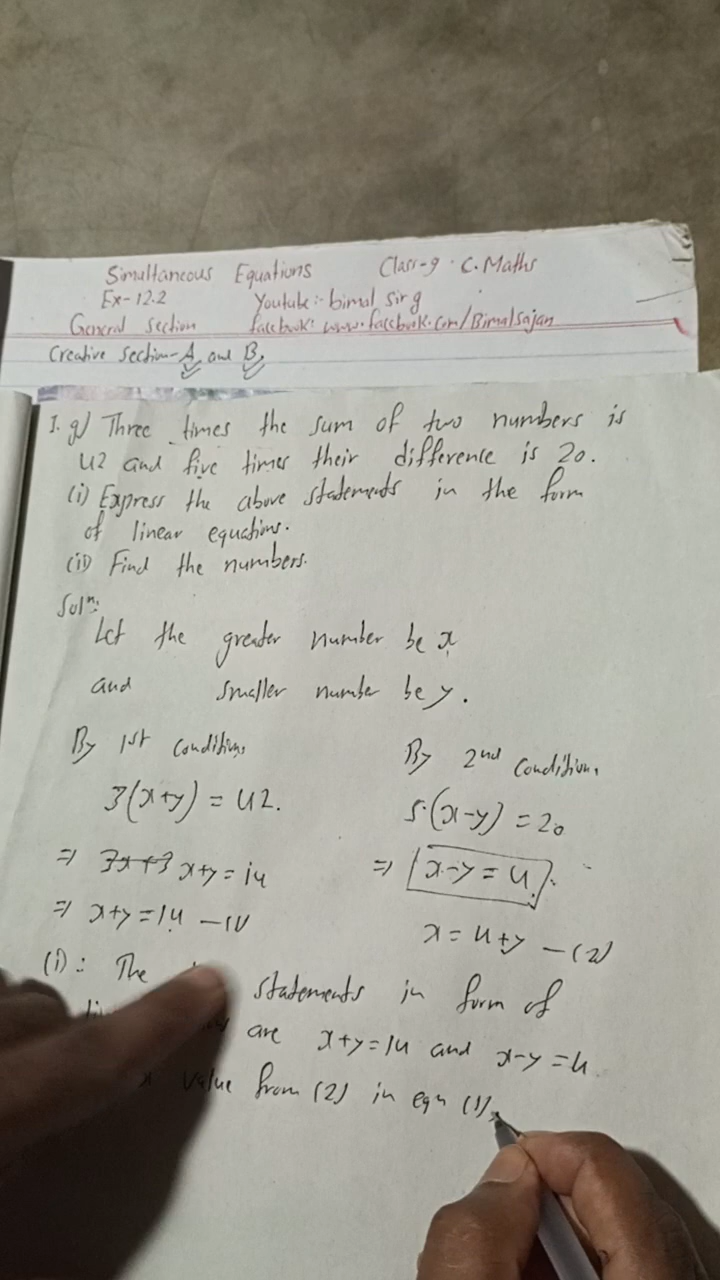 Simultaneous Equations Class-9 C. Maths
Ex-12.2 Youtube:- bimal sir g
General section facebook: www.facebook.com/Bimalsajan
Creative section-A and B,
1. g) Three times the sum of two numbers is
42 and five times their difference is 20.
(i) Express the above statements in the form
of linear equations.
(ii) Find the numbers.
Solⁿ:
Let the greater number be x
and smaller number be y.
By 1st condition,
3(x+y) = 42.
⇒ x+y = 14
⇒ x+y = 14 —(1)
By 2nd condition,
5.(x-y) = 20
⇒ x-y = 4.
x = 4+y —(2)
(i): The statements in form of
are x+y=14 and x-y=4.
value from (2) in eqn (1),